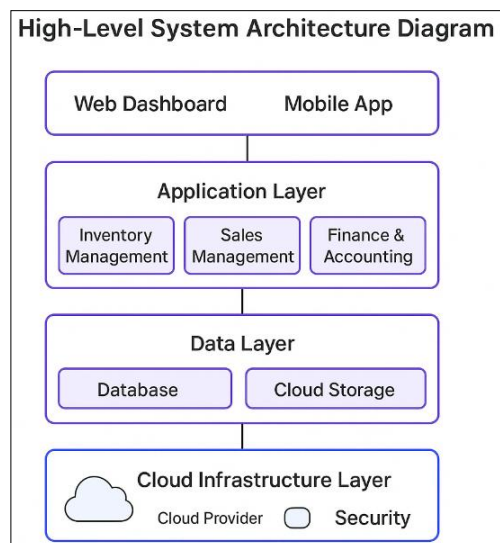 High-Level System Architecture Diagram
Web Dashboard Mobile App
Application Layer
Inventory Management
Sales Management
Finance & Accounting
Data Layer
Database Cloud Storage
Cloud Infrastructure Layer
Cloud Provider Security